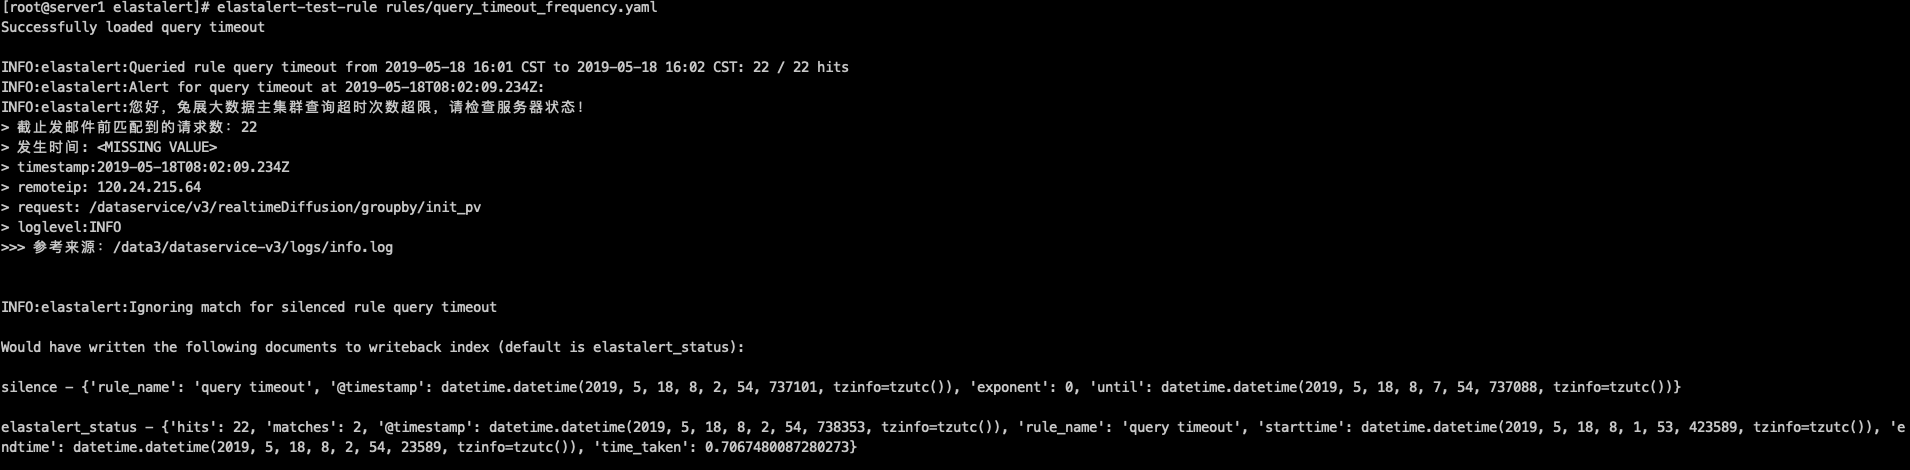 [root@server1 elastalert]# elastalert-test-rule rules/query_timeout_frequency.yaml
Successfully loaded query timeout
INFO:elastalert:Queried rule query timeout from 2019-05-18 16:01 CST to 2019-05-18 16:02 CST: 22 / 22 hits
INFO:elastalert:Alert for query timeout at 2019-05-18T08:02:09.234Z:
INFO:elastalert:您好，兔展大数据主集群查询超时次数超限，请检查服务器状态！
> 截止发邮件前匹配到的请求数：22
> 发生时间: <MISSING VALUE>
> timestamp:2019-05-18T08:02:09.234Z
> remoteip: 120.24.215.64
> request: /dataservice/v3/realtimeDiffusion/groupby/init_pv
> loglevel:INFO
>>> 参考来源: /data3/dataservice-v3/logs/info.log
INFO:elastalert:Ignoring match for silenced rule query timeout
Would have written the following documents to writeback index (default is elastalert_status):
silence - {'rule_name': 'query timeout', '@timestamp': datetime.datetime(2019, 5, 18, 8, 2, 54, 737101, tzinfo=tzutc()), 'exponent': 0, 'until': datetime.datetime(2019, 5, 18, 8, 7, 54, 737088, tzinfo=tzutc())}
elastalert_status - {'hits': 22, 'matches': 2, '@timestamp': datetime.datetime(2019, 5, 18, 8, 2, 54, 738353, tzinfo=tzutc()), 'rule_name': 'query timeout', 'starttime': datetime.datetime(2019, 5, 18, 8, 1, 53, 423589, tzinfo=tzutc()), 'e
ndtime': datetime.datetime(2019, 5, 18, 8, 2, 54, 23589, tzinfo=tzutc()), 'time_taken': 0.7067480087280273}